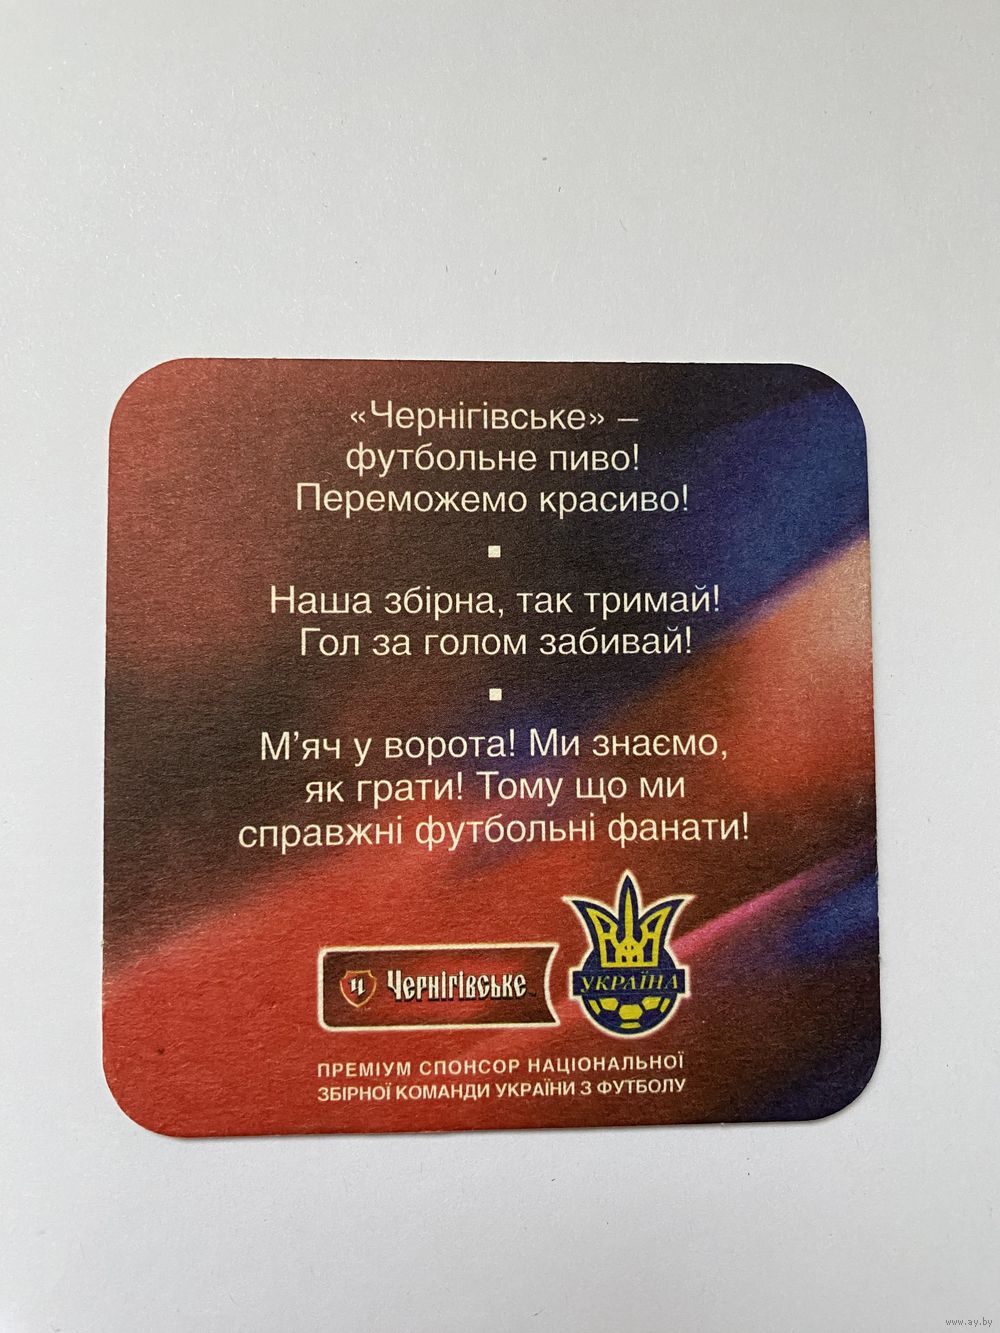 «Чернігівське» –
футбольне пиво!
Переможемо красиво!
Наша збірна, так тримай!
Гол за голом забивай!
М’яч у ворота! Ми знаємо,
як грати! Тому що ми
справжні футбольні фанати!
Ч Чернігівське
УКРАЇНА
ПРЕМІУМ СПОНСОР НАЦІОНАЛЬНОЇ
ЗБІРНОЇ КОМАНДИ УКРАЇНИ З ФУТБОЛУ
www.ay.by